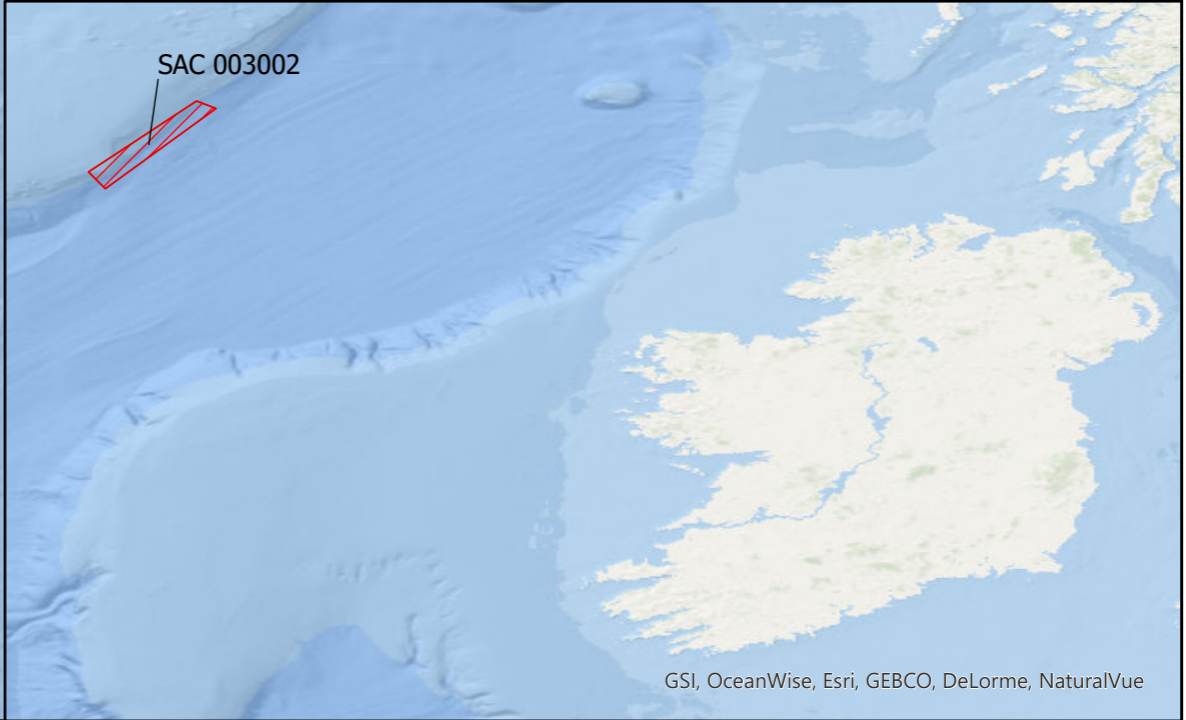 SAC 003002
GSI, OceanWise, Esri, GEBCO, DeLorme, NaturalVue